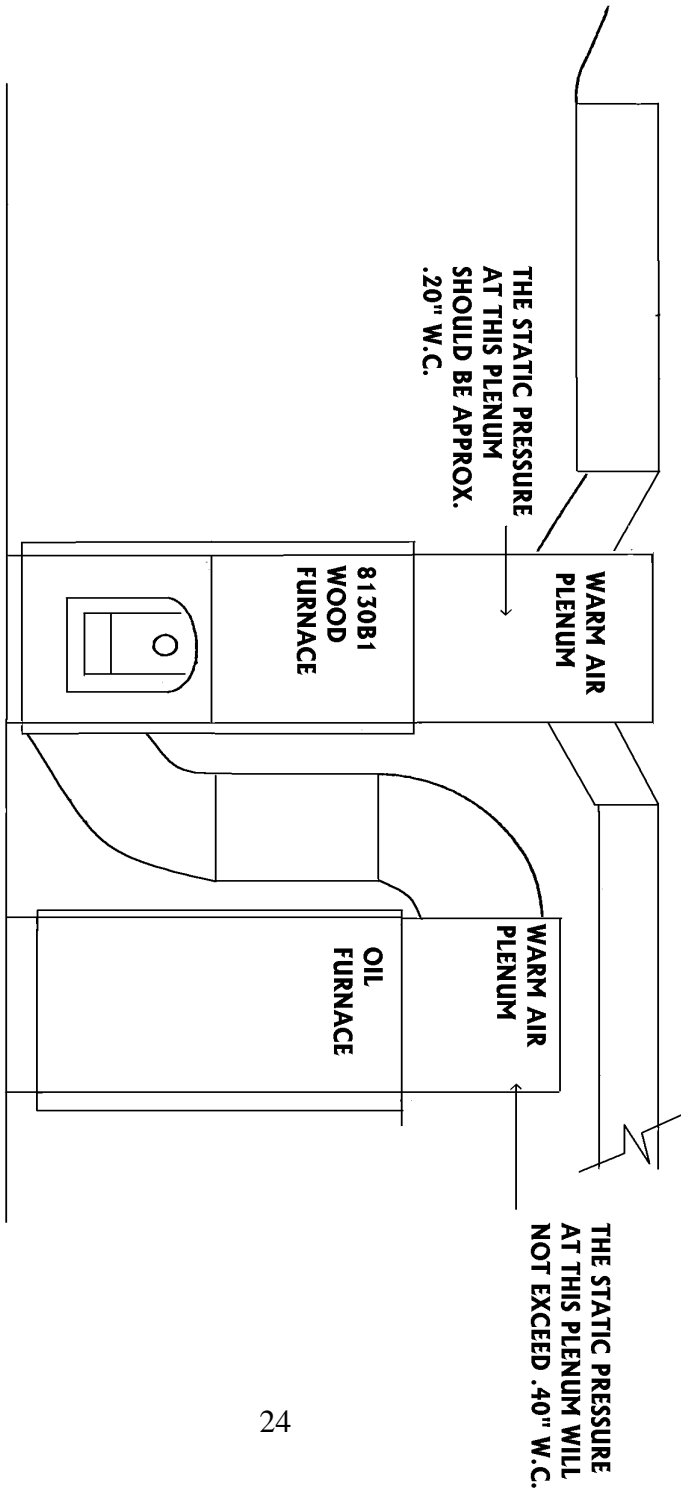 THE STATIC PRESSURE
AT THIS PLENUM
SHOULD BE APPROX.
.20" W.C.
WARM AIR
PLENUM
8130B1
WOOD
FURNACE
WARM AIR
PLENUM
OIL
FURNACE
THE STATIC PRESSURE
AT THIS PLENUM WILL
NOT EXCEED .40" W.C.
24